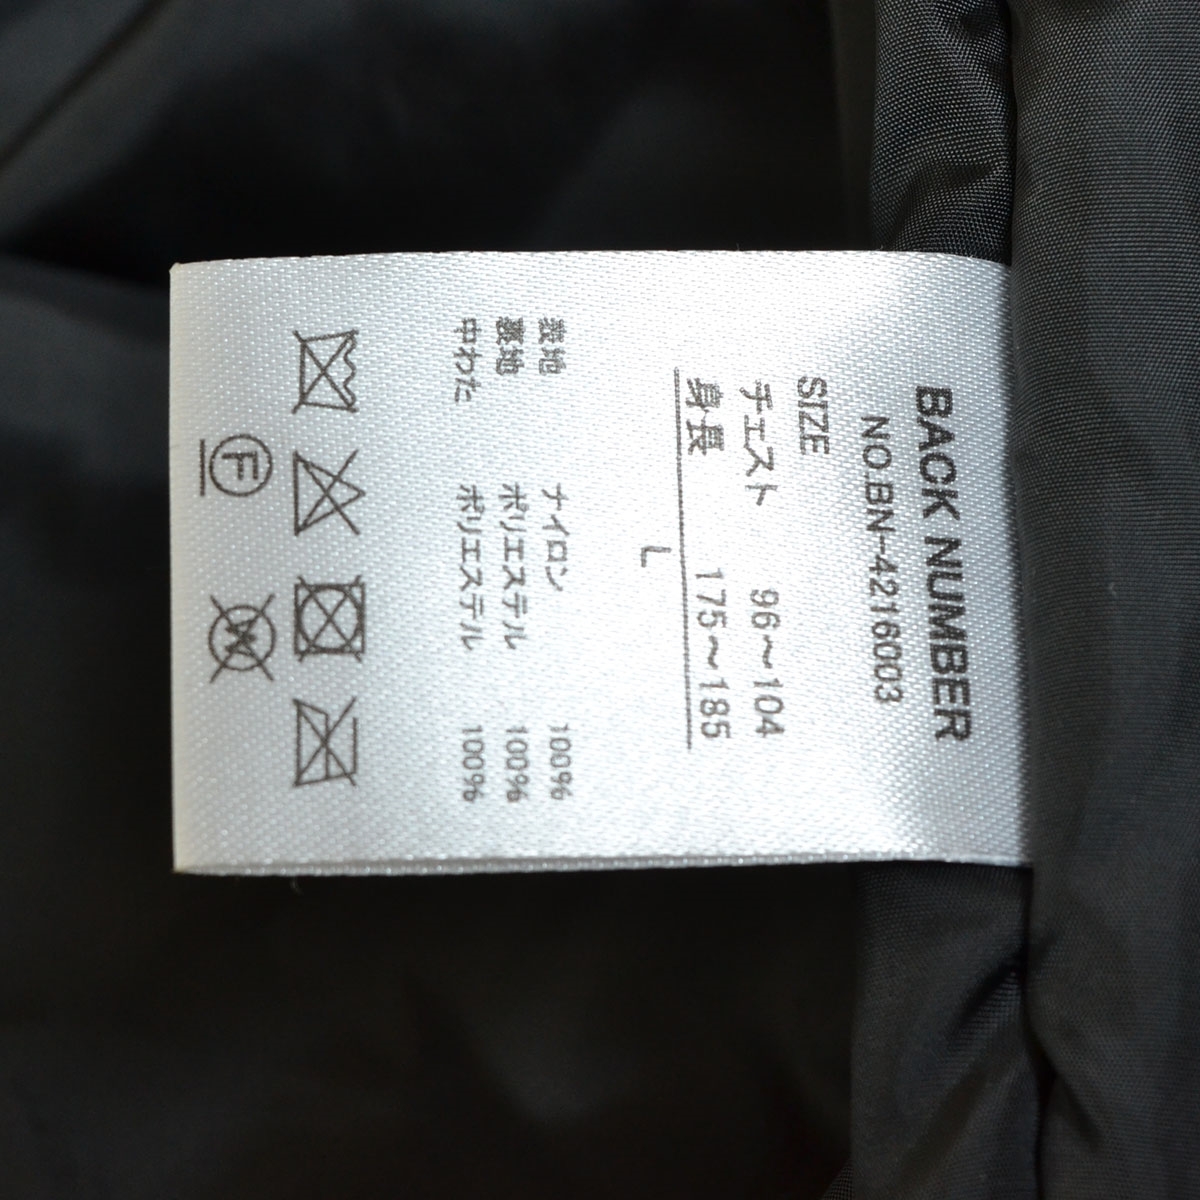 BACK NUMBER
NO.BN-4216003
SIZE
チェスト 96～104
身長 175～185
L
表地 ナイロン 100%
裏地 ポリエステル 100%
中わた ポリエステル 100%
F W